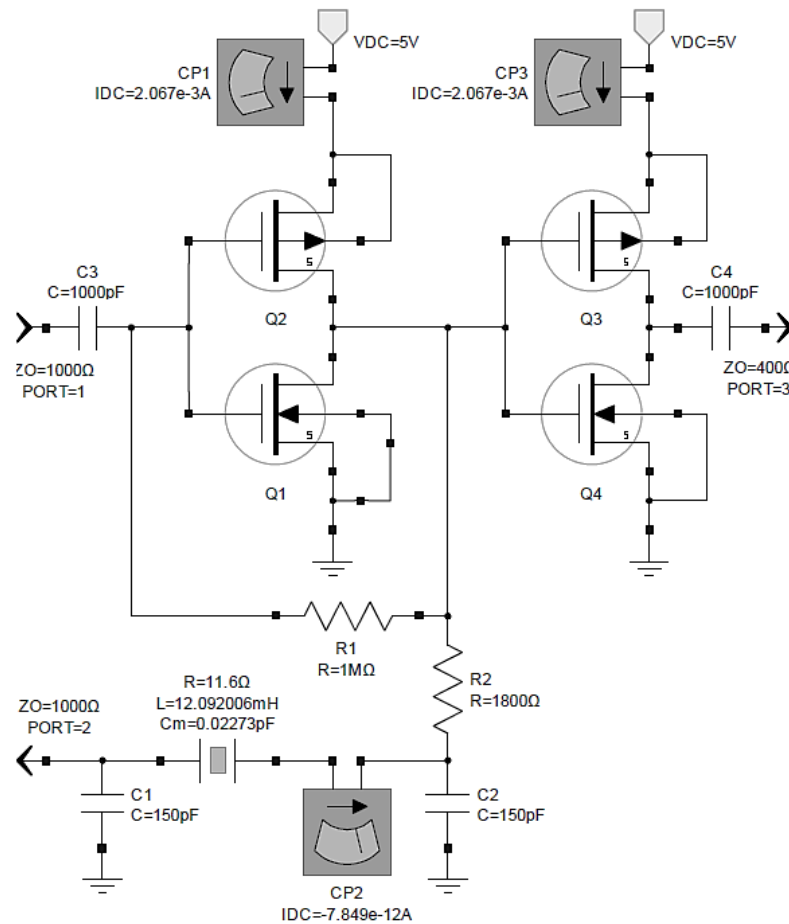 VDC=5V
VDC=5V
CP1
IDC=2.067e-3A
CP3
IDC=2.067e-3A
S
S
C3
C=1000pF
C4
C=1000pF
Q2
Q3
ZO=1000Ω
PORT=1
ZO=400Ω
PORT=3
S
S
Q1
Q4
R1
R=1MΩ
R2
R=1800Ω
R=11.6Ω
L=12.092006mH
Cm=0.02273pF
ZO=1000Ω
PORT=2
C1
C=150pF
C2
C=150pF
CP2
IDC=-7.849e-12A